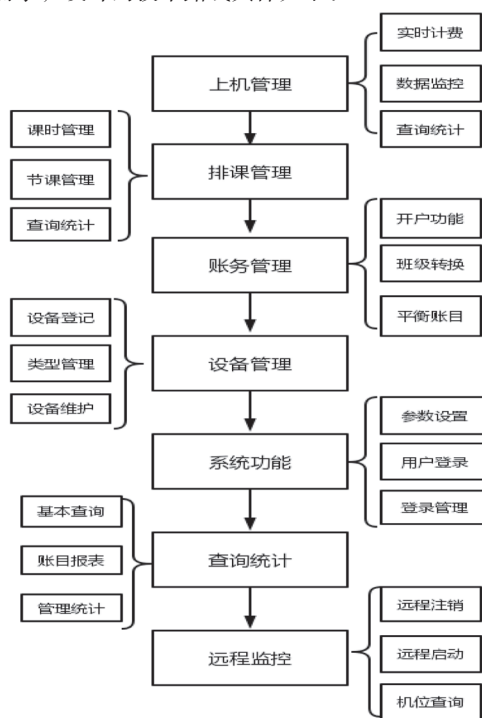 上机管理
实时计费
数据监控
查询统计
课时管理
节课管理
查询统计
排课管理
账务管理
开户功能
班级转换
平衡账目
设备登记
类型管理
设备维护
设备管理
系统功能
参数设置
用户登录
登录管理
基本查询
账目报表
管理统计
查询统计
远程监控
远程注销
远程启动
机位查询